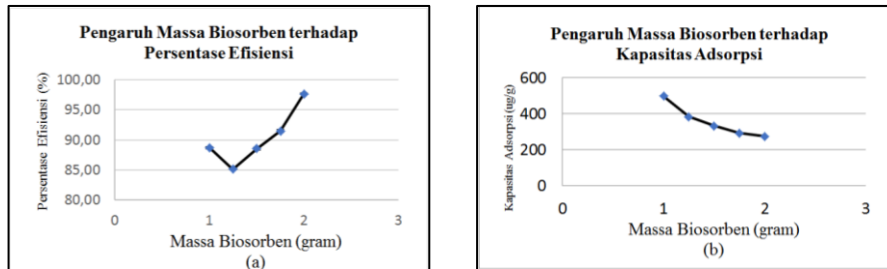 Pengaruh Massa Biosorben terhadap
Persentase Efisiensi
Persentase Efisiensi (%)
100,00
95,00
90,00
85,00
80,00
0
1
2
3
Massa Biosorben (gram)
(a)
Pengaruh Massa Biosorben terhadap
Kapasitas Adsorpsi
Kapasitas Adsorpsi (ug/g)
600
400
200
0
0
1
2
3
Massa Biosorben (gram)
(b)